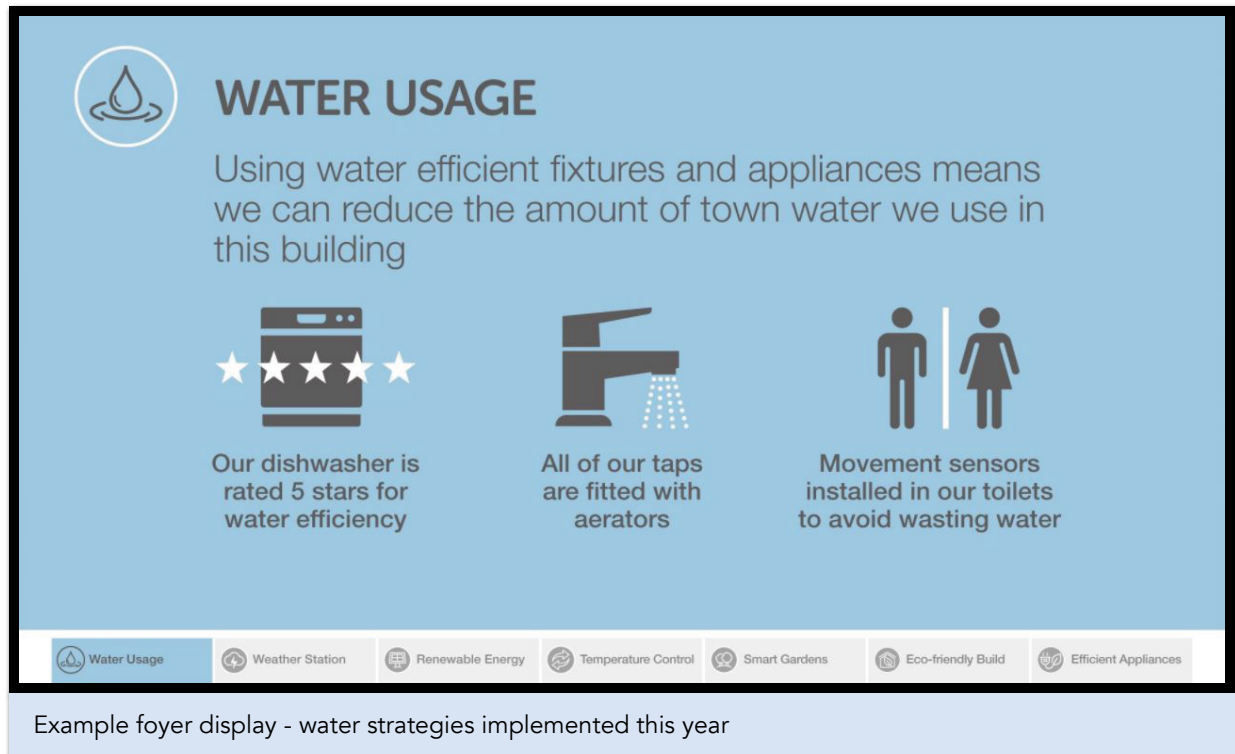 WATER USAGE
Using water efficient fixtures and appliances means
we can reduce the amount of town water we use in
this building
Our dishwasher is
rated 5 stars for
water efficiency
All of our taps
are fitted with
aerators
Movement sensors
installed in our toilets
to avoid wasting water
Water Usage
Weather Station
Renewable Energy
Temperature Control
Smart Gardens
Eco-friendly Build
Efficient Appliances
Example foyer display - water strategies implemented this year